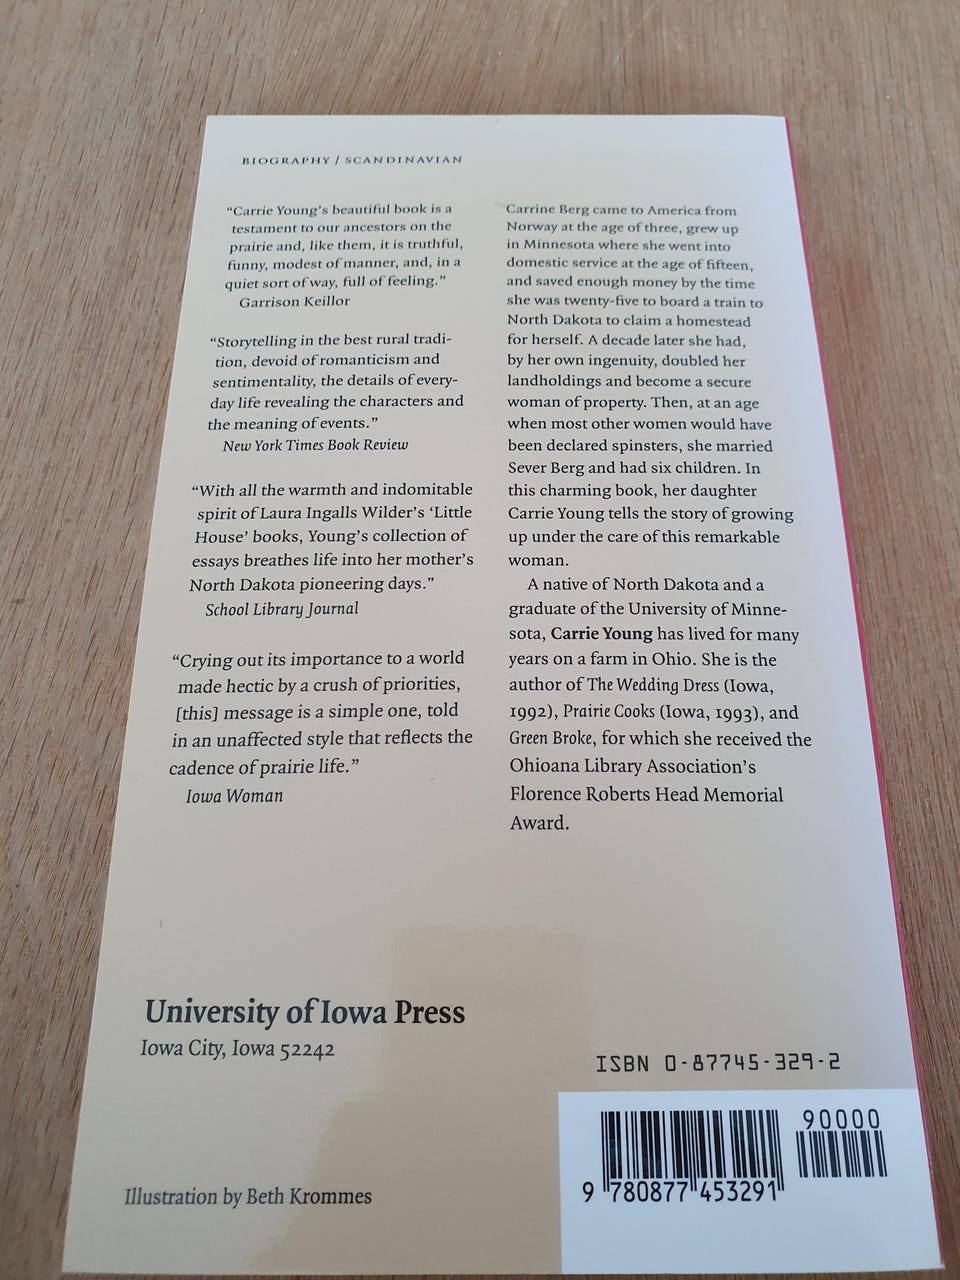 BIOGRAPHY / SCANDINAVIAN
“Carrie Young’s beautiful book is a
testament to our ancestors on the
prairie and, like them, it is truthful,
funny, modest of manner, and, in a
quiet sort of way, full of feeling.”
Garrison Keillor
“Storytelling in the best rural tradi-
tion, devoid of romanticism and
sentimentality, the details of every-
day life revealing the characters and
the meaning of events.”
New York Times Book Review
“With all the warmth and indomitable
spirit of Laura Ingalls Wilder’s ‘Little
House’ books, Young’s collection of
essays breathes life into her mother’s
North Dakota pioneering days.”
School Library Journal
“Crying out its importance to a world
made hectic by a crush of priorities,
[this] message is a simple one, told
in an unaffected style that reflects the
cadence of prairie life.”
Iowa Woman
Carrine Berg came to America from
Norway at the age of three, grew up
in Minnesota where she went into
domestic service at the age of fifteen,
and saved enough money by the time
she was twenty-five to board a train to
North Dakota to claim a homestead
for herself. A decade later she had,
by her own ingenuity, doubled her
landholdings and become a secure
woman of property. Then, at an age
when most other women would have
been declared spinsters, she married
Sever Berg and had six children. In
this charming book, her daughter
Carrie Young tells the story of growing
up under the care of this remarkable
woman.
A native of North Dakota and a
graduate of the University of Minne-
sota, Carrie Young has lived for many
years on a farm in Ohio. She is the
author of The Wedding Dress (Iowa,
1992), Prairie Cooks (Iowa, 1993), and
Green Broke, for which she received the
Ohioana Library Association’s
Florence Roberts Head Memorial
Award.
University of Iowa Press
Iowa City, Iowa 52242
Illustration by Beth Krommes
ISBN 0-87745-329-2
90000
9 780877 453291